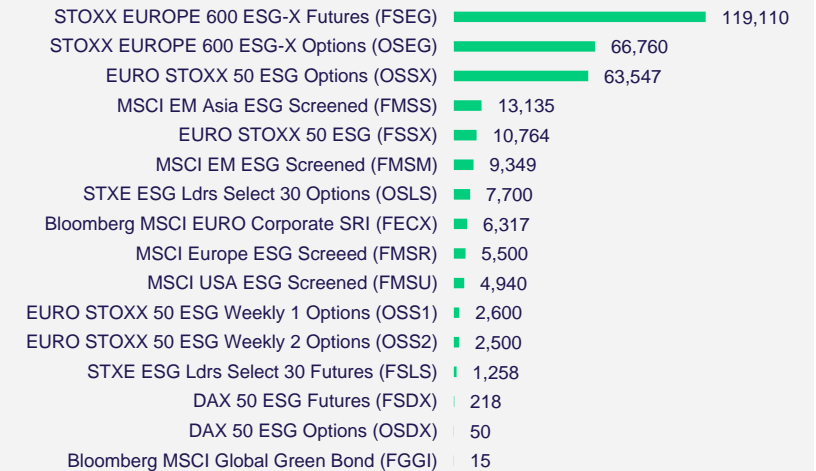 STOXX EUROPE 600 ESG-X Futures (FSEG) 119,110
STOXX EUROPE 600 ESG-X Options (OSEG) 66,760
EURO STOXX 50 ESG Options (OSSX) 63,547
MSCI EM Asia ESG Screened (FMSS) 13,135
EURO STOXX 50 ESG (FSSX) 10,764
MSCI EM ESG Screened (FMSM) 9,349
STXE ESG Ldrs Select 30 Options (OSLS) 7,700
Bloomberg MSCI EURO Corporate SRI (FECX) 6,317
MSCI Europe ESG Screeed (FMSR) 5,500
MSCI USA ESG Screened (FMSU) 4,940
EURO STOXX 50 ESG Weekly 1 Options (OSS1) 2,600
EURO STOXX 50 ESG Weekly 2 Options (OSS2) 2,500
STXE ESG Ldrs Select 30 Futures (FSLS) 1,258
DAX 50 ESG Futures (FSDX) 218
DAX 50 ESG Options (OSDX) 50
Bloomberg MSCI Global Green Bond (FGGI) 15